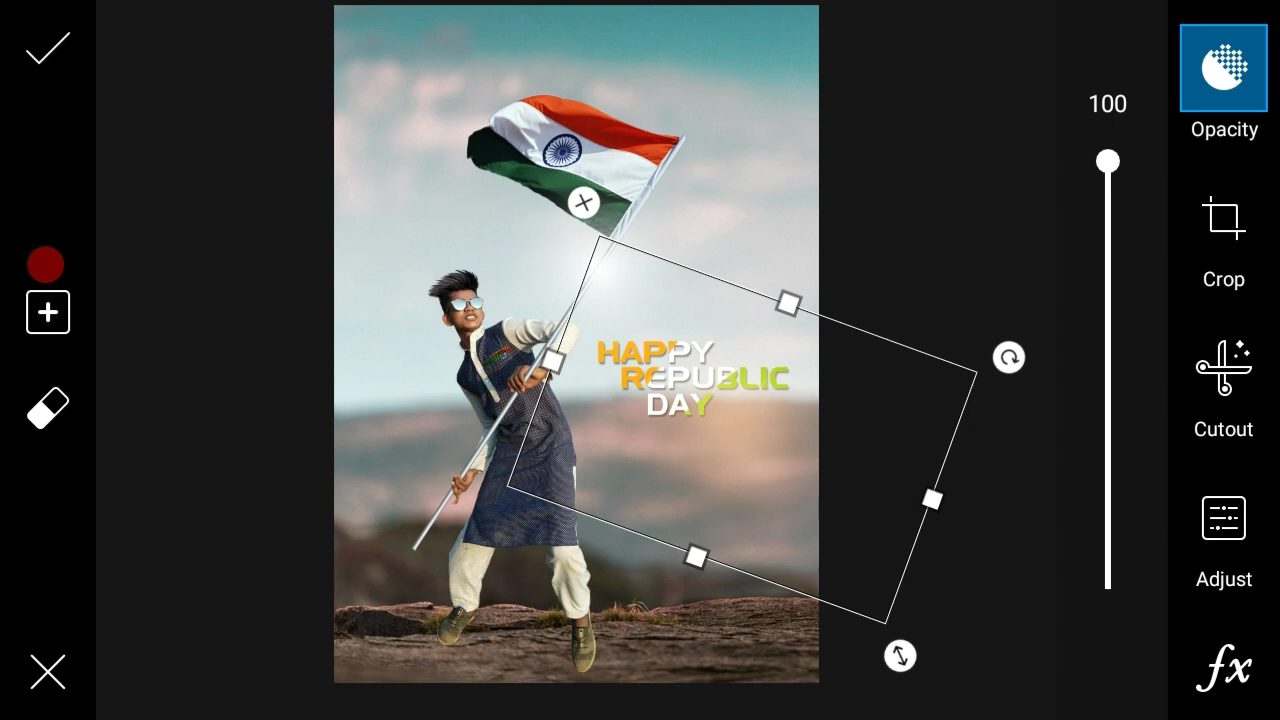 100
Opacity
Crop
Cutout
Adjust
fx
HAPPY
REPUBLIC
DAY